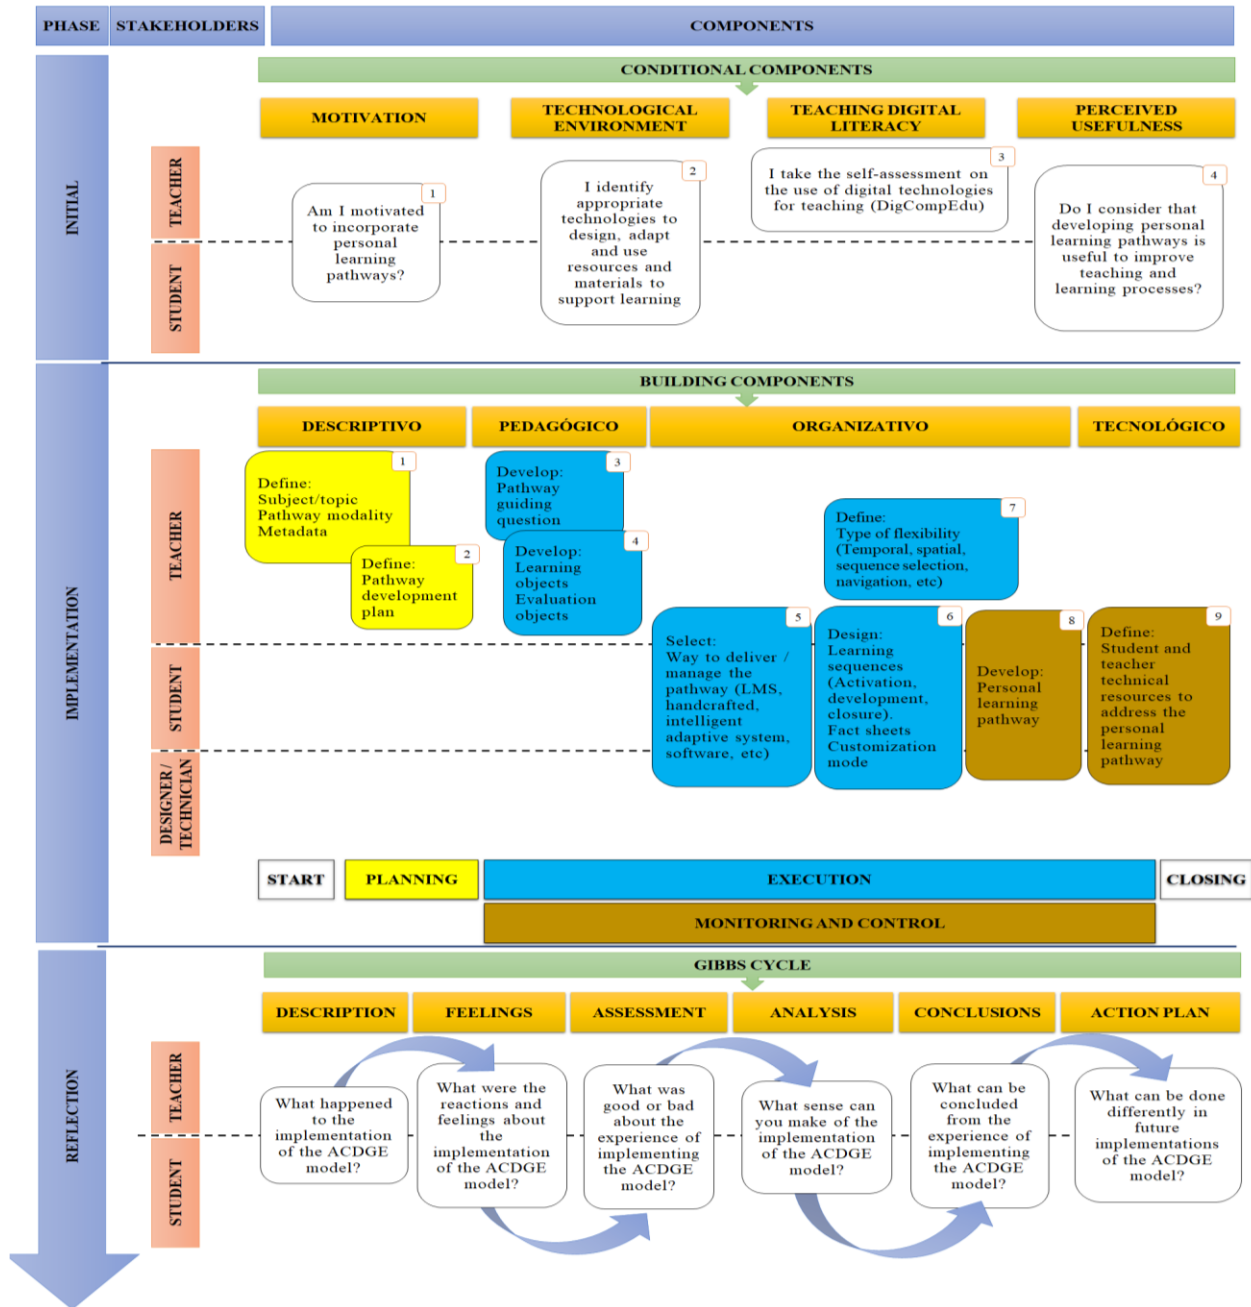 PHASE
STAKEHOLDERS
COMPONENTS
INITIAL
CONDITIONAL COMPONENTS
MOTIVATION
TECHNOLOGICAL
ENVIRONMENT
TEACHING DIGITAL
LITERACY
PERCEIVED
USEFULNESS
TEACHER
STUDENT
1
Am I motivated
to incorporate
personal
learning
pathways?
2
I identify
appropriate
technologies to
design, adapt
and use
resources and
materials to
support learning
3
I take the self-assessment on
the use of digital technologies
for teaching (DigCompEdu)
4
Do I consider that
developing personal
learning pathways is
useful to improve
teaching and
learning processes?
IMPLEMENTATION
BUILDING COMPONENTS
DESCRIPTIVO
PEDAGÓGICO
ORGANIZATIVO
TECNOLÓGICO
TEACHER
STUDENT
DESIGNER/
TECHNICIAN
1
Define:
Subject/topic
Pathway modality
Metadata
2
Define:
Pathway
development
plan
3
Develop:
Pathway
guiding
question
4
Develop:
Learning
objects
Evaluation
objects
5
Select:
Way to deliver /
manage the
pathway (LMS,
handcrafted,
intelligent
adaptive system,
software, etc)
6
Design:
Learning
sequences
(Activation,
development,
closure).
Fact sheets
Customization
mode
7
Define:
Type of flexibility
(Temporal, spatial,
sequence selection,
navigation, etc)
8
Develop:
Personal
learning
pathway
9
Define:
Student and
teacher
technical
resources to
address the
personal
learning
pathway
START
PLANNING
EXECUTION
CLOSING
MONITORING AND CONTROL
REFLECTION
GIBBS CYCLE
DESCRIPTION
FEELINGS
ASSESSMENT
ANALYSIS
CONCLUSIONS
ACTION PLAN
TEACHER
STUDENT
What happened
to the
implementation
of the ACDGE
model?
What were the
reactions and
feelings about
the
implementation
of the ACDGE
model?
What was
good or bad
about the
experience of
implementing
the ACDGE
model?
What sense can
you make of the
implementation
of the ACDGE
model?
What can be
concluded
from the
experience of
implementing
the ACDGE
model?
What can be done
differently in
future
implementations
of the ACDGE
model?